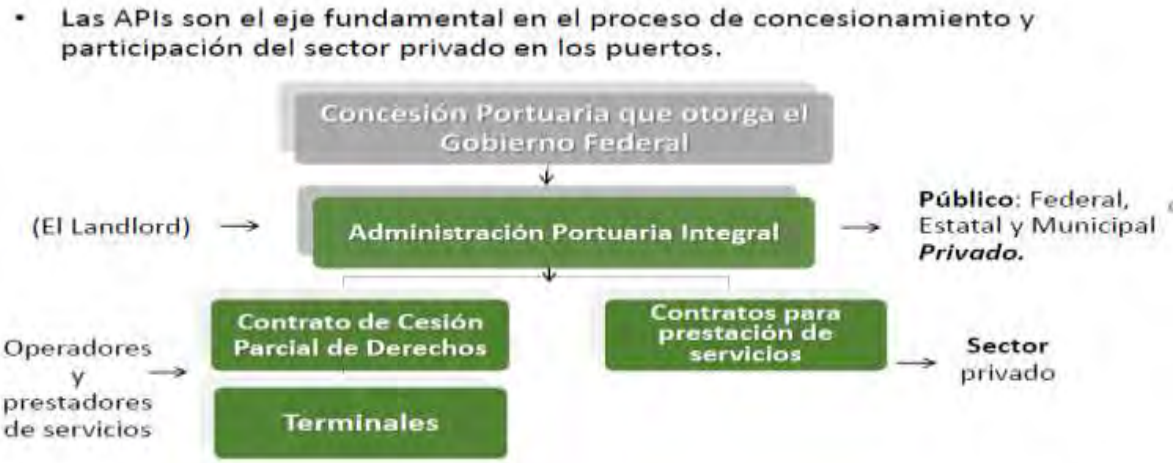 • Las APIs son el eje fundamental en el proceso de concesionamiento y
participación del sector privado en los puertos.
Concesión Portuaria que otorga el
Gobierno Federal
(El Landlord)
Administración Portuaria Integral
Público: Federal,
Estatal y Municipal
Privado.
Contrato de Cesión
Parcial de Derechos
Contratos para
prestación de
servicios
Operadores
y
prestadores
de servicios
Sector
privado
Terminales